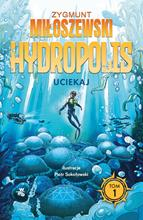 ZYGMUNT
MIŁOSZEWSKI
HYDROPOLIS
UCIEKAJ
ilustracje
Piotr Sokołowski
TOM
1